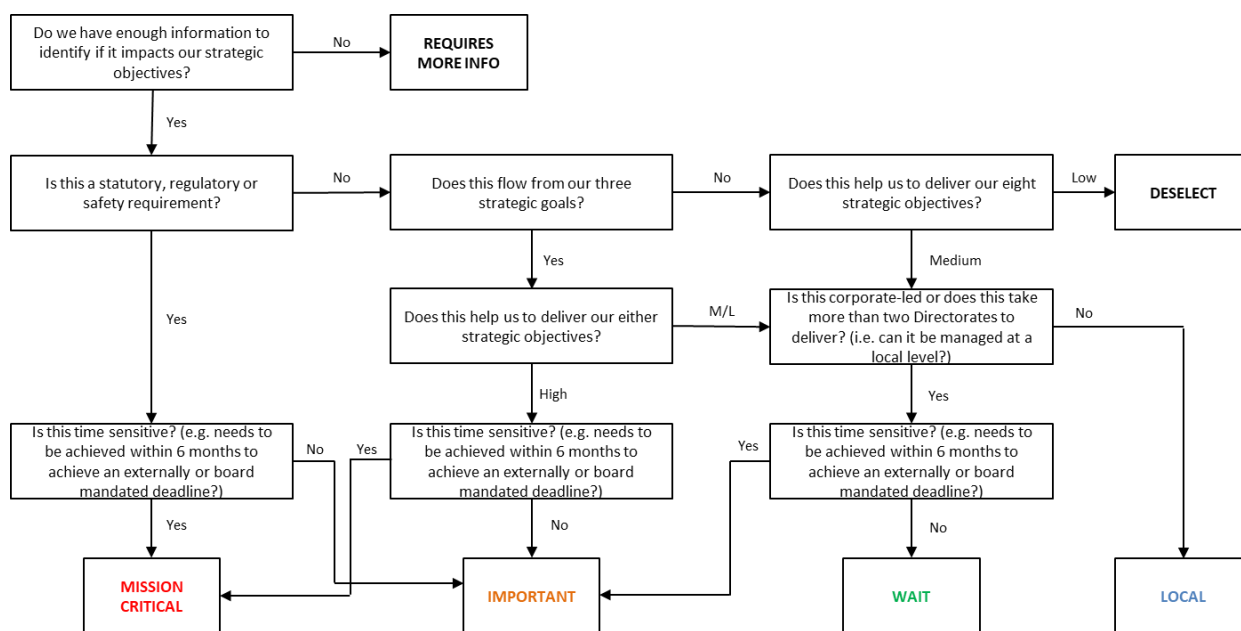 Do we have enough information to
identify if it impacts our strategic
objectives?
No
REQUIRES
MORE INFO
Yes
Is this a statutory, regulatory or
safety requirement?
No
Does this flow from our three
strategic goals?
No
Does this help us to deliver our eight
strategic objectives?
Low
DESELECT
Yes
Yes
Medium
Does this help us to deliver our either
strategic objectives?
M/L
Is this corporate-led or does this take
more than two Directorates to
deliver? (i.e. can it be managed at a
local level?)
No
High
Yes
Is this time sensitive? (e.g. needs to
be achieved within 6 months to
achieve an externally or board
mandated deadline?)
No
Yes
Is this time sensitive? (e.g. needs to
be achieved within 6 months to
achieve an externally or board
mandated deadline?)
Yes
Is this time sensitive? (e.g. needs to
be achieved within 6 months to
achieve an externally or board
mandated deadline?)
Yes
No
No
MISSION
CRITICAL
IMPORTANT
WAIT
LOCAL